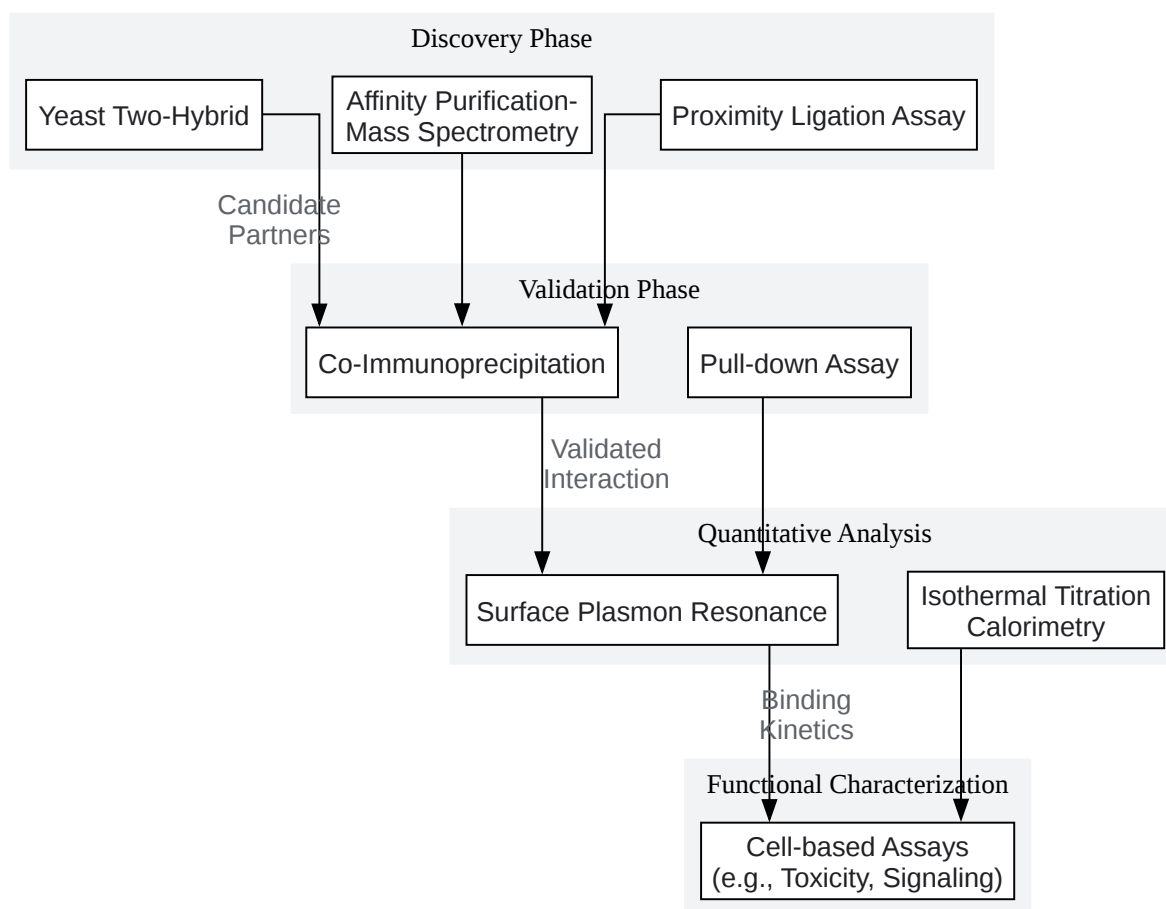 Discovery Phase
Yeast Two-Hybrid
Affinity Purification-
Mass Spectrometry
Proximity Ligation Assay
Candidate
Partners
Validation Phase
Co-Immunoprecipitation
Pull-down Assay
Validated
Interaction
Quantitative Analysis
Surface Plasmon Resonance
Isothermal Titration
Calorimetry
Binding
Kinetics
Functional Characterization
Cell-based Assays
(e.g., Toxicity, Signaling)